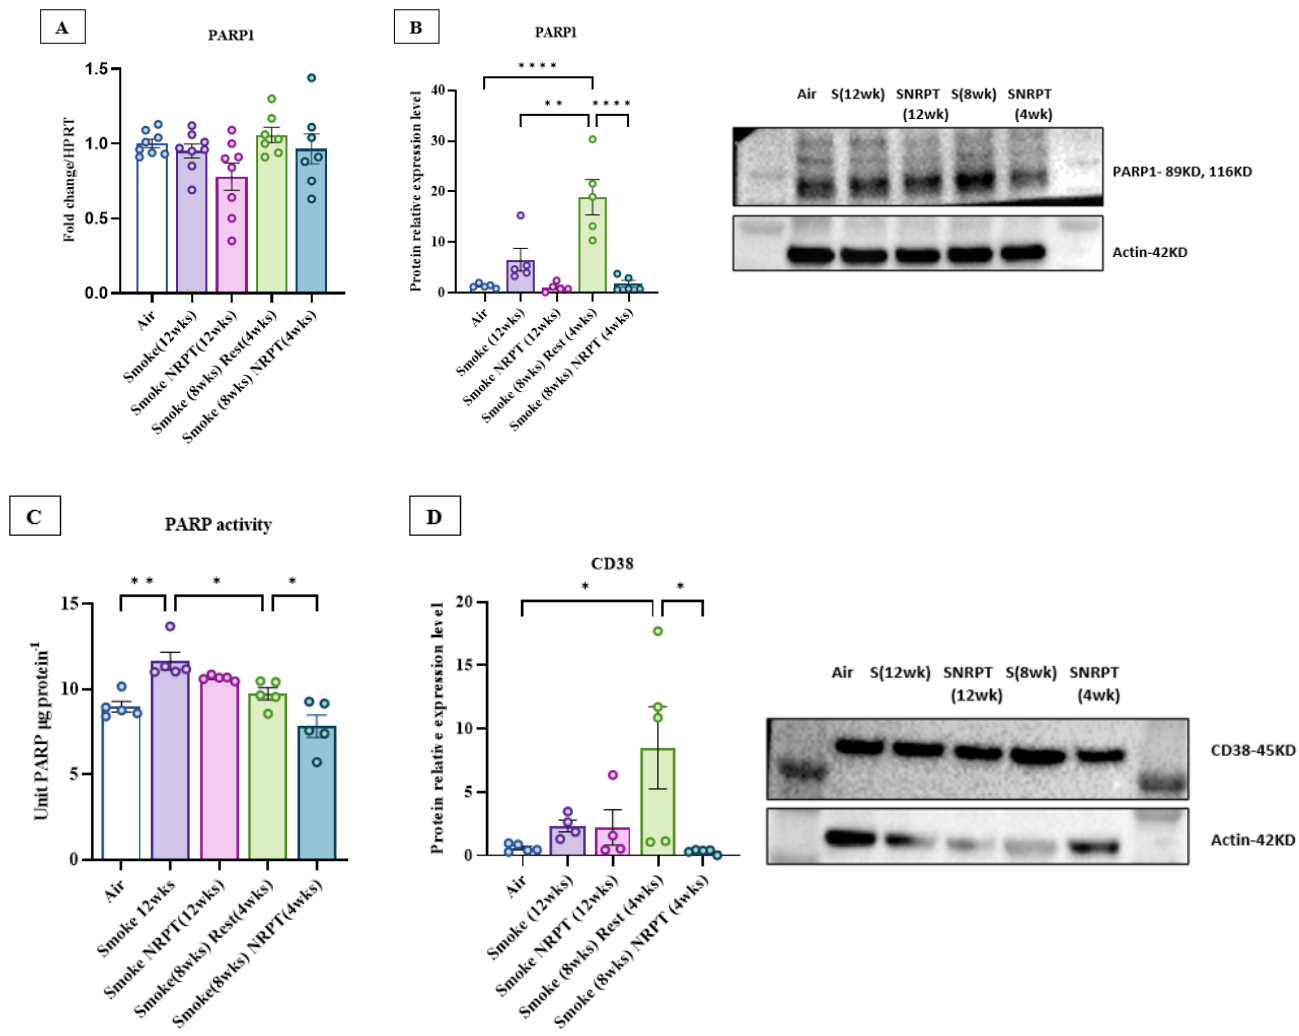 A
PARP1
Fold change/HPRT
1.5
1.0
0.5
0.0
Air
Smoke(12wks)
Smoke NRPT(12wks)
Smoke (8wks) Rest(4wks)
Smoke (8wks) NRPT(4wks)
B
PARP1
* * * *
* *
* * * *
Protein relative expression level
40
30
20
10
0
Air
Smoke (12wks)
Smoke NRPT (12wks)
Smoke (8wks) Rest (4wks)
Smoke (8wks) NRPT (4wks)
Air S(12wk) SNRPT S(8wk) SNRPT
(12wk) (4wk)
PARP1- 89KD, 116KD
Actin-42KD
C
PARP activity
* *
*
*
Unit PARP µg protein-1
15
10
5
0
Air
Smoke 12wks
Smoke NRPT(12wks)
Smoke(8wks) Rest(4wks)
Smoke(8wks) NRPT(4wks)
D
CD38
*
*
Protein relative expression level
20
15
10
5
0
Air
Smoke (12wks)
Smoke NRPT (12wks)
Smoke (8wks) Rest (4wks)
Smoke (8wks) NRPT (4wks)
Air S(12wk) SNRPT S(8wk) SNRPT
(12wk) (4wk)
CD38-45KD
Actin-42KD